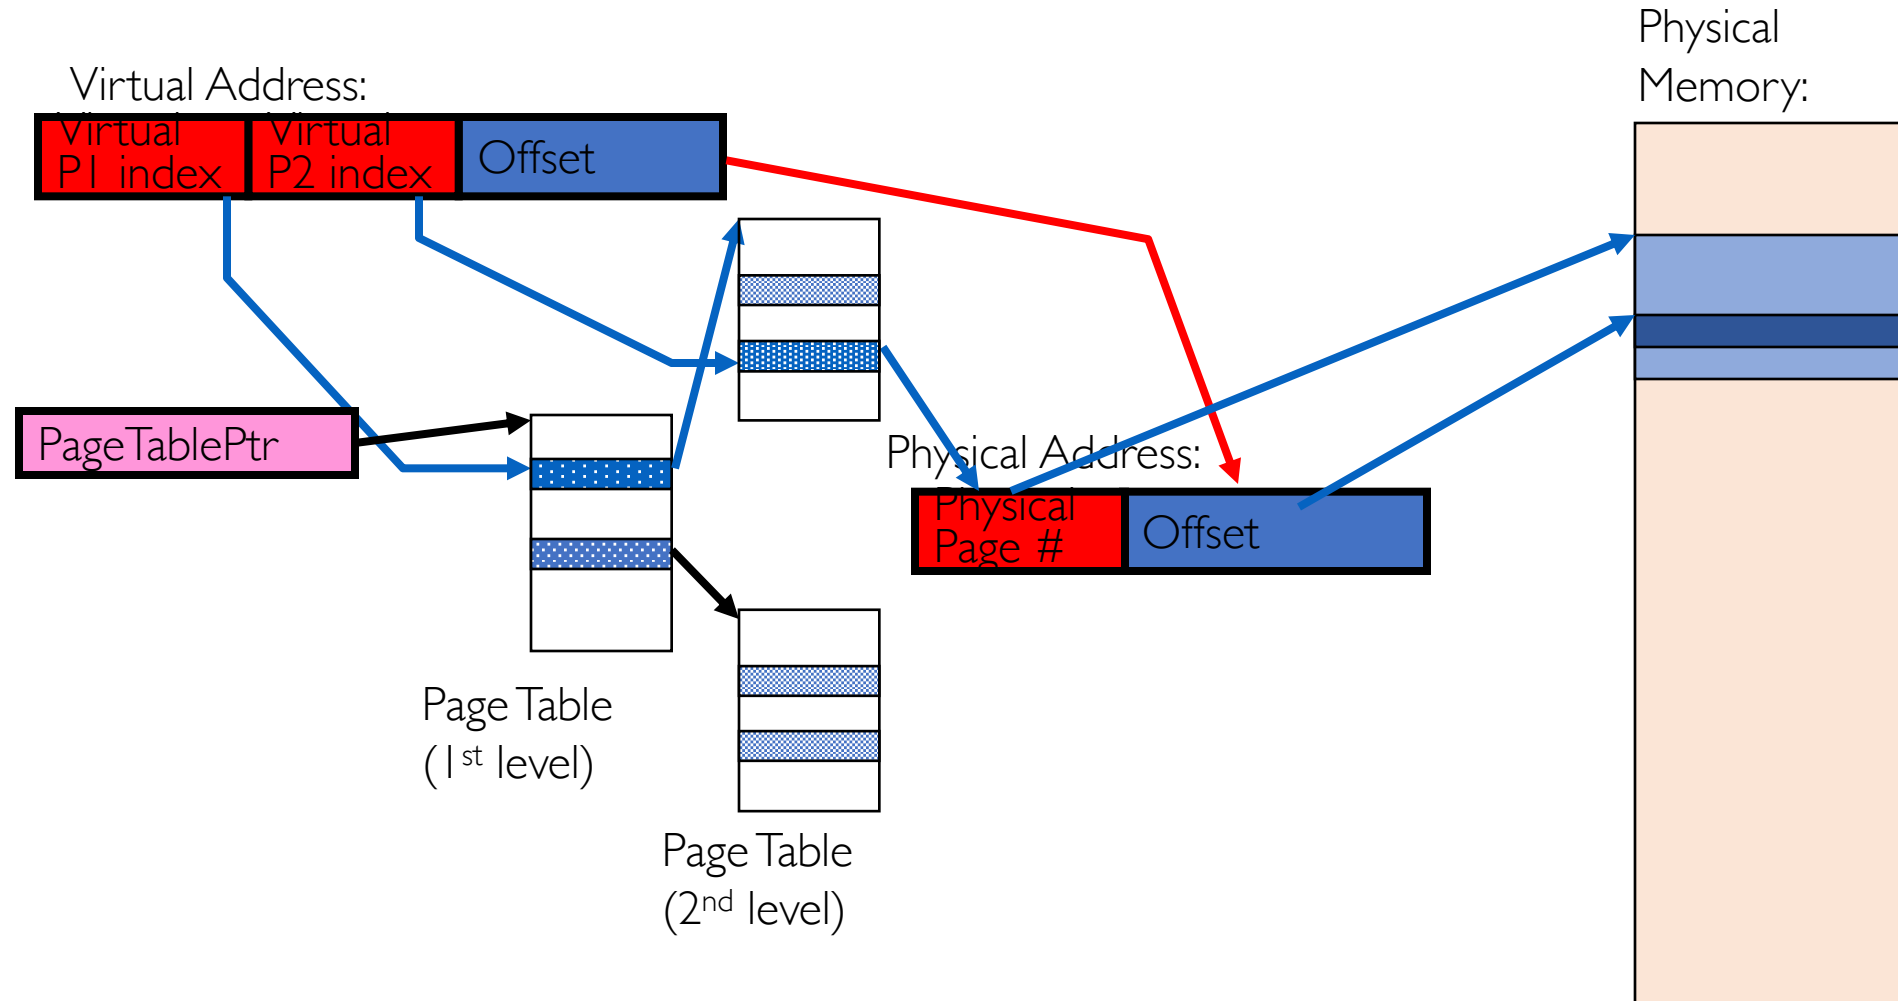 Physical
Memory:
Virtual Address:
Virtual
P1 index
Virtual
P2 index
Offset
PageTablePtr
Physical Address:
Physical
Page #
Offset
Page Table
(1st level)
Page Table
(2nd level)